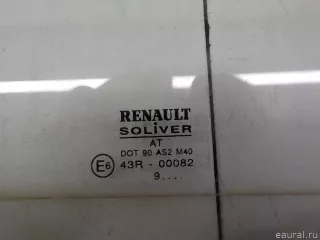 RENAULT
SOLIVER
AT
DOT 90 AS2 M40
E6 43R - 00082
9....
© eaural.ru